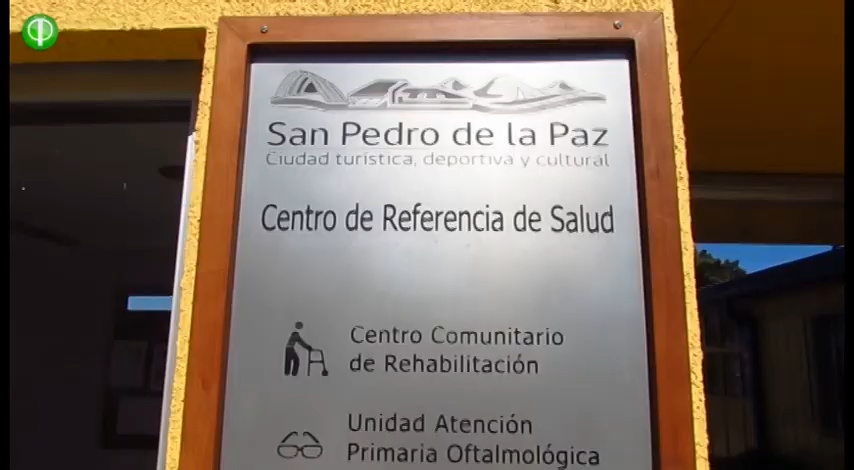 San Pedro de la Paz
Ciudad turística, deportiva y cultural
Centro de Referencia de Salud
Centro Comunitario
de Rehabilitación
Unidad Atención
Primaria Oftalmológica